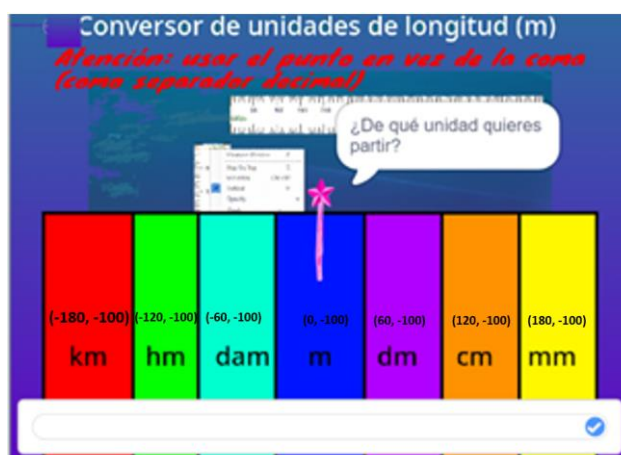 Conversor de unidades de longitud (m)
Atención: usar el punto en vez de la coma
(como separador decimal)
¿De qué unidad quieres
partir?
(-180, -100) (-120, -100) (-60, -100) (0, -100) (60, -100) (120, -100) (180, -100)
km hm dam m dm cm mm